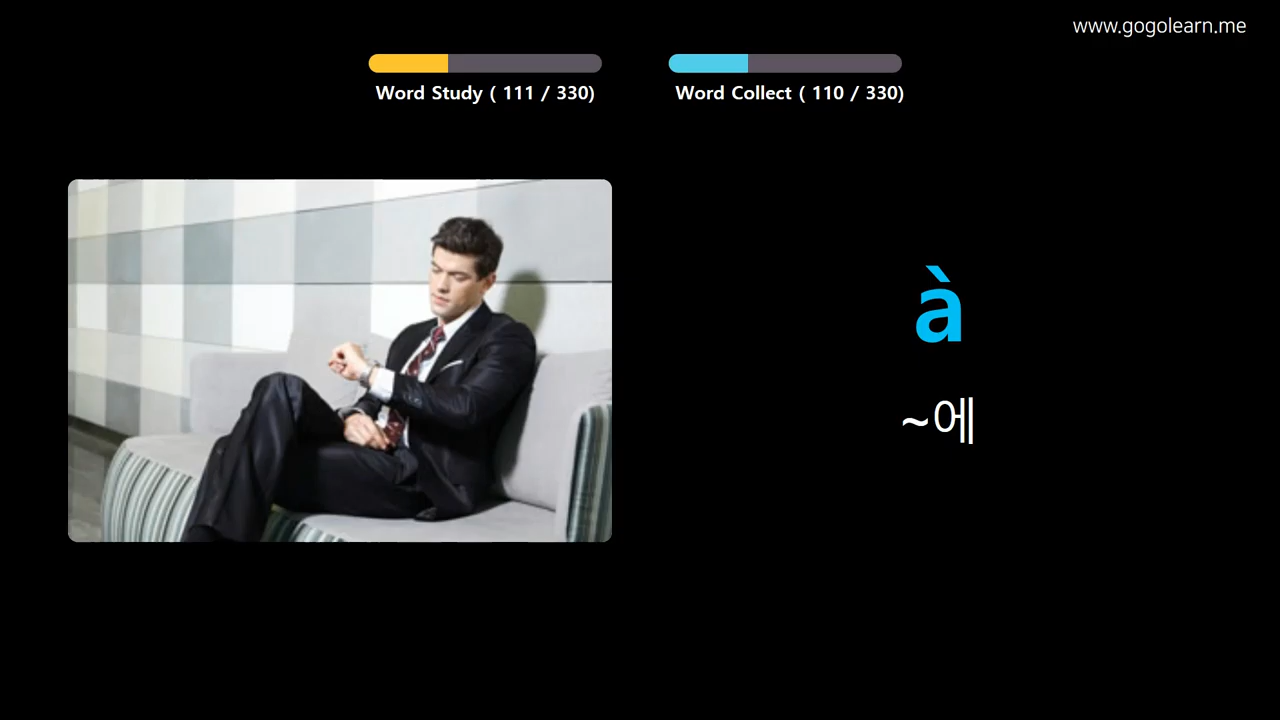 www.gogolearn.me
Word Study ( 111 / 330)
Word Collect ( 110 / 330)
à
~에